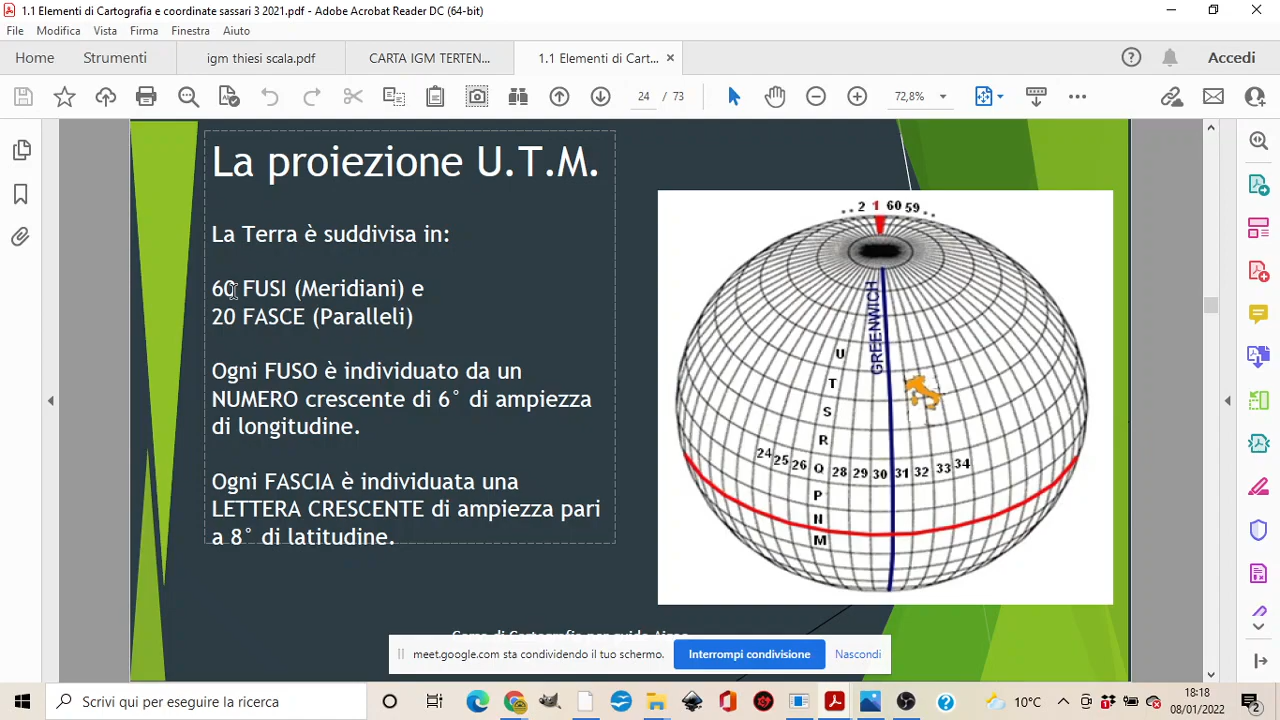 1.1 Elementi di Cartografia e coordinate sassari 3 2021.pdf - Adobe Acrobat Reader DC (64-bit)
File Modifica Vista Firma Finestra Aiuto
Home Strumenti igm thiesi scala.pdf CARTA IGM TERTEN... 1.1 Elementi di Cart... × Accedi
24 / 73 72,8%
La proiezione U.T.M.
La Terra è suddivisa in:
60 FUSI (Meridiani) e
20 FASCE (Paralleli)
Ogni FUSO è individuato da un
NUMERO crescente di 6° di ampiezza
di longitudine.
Ogni FASCIA è individuata una
LETTERA CRESCENTE di ampiezza pari
a 8° di latitudine.
. . 2 1 60 59 . .
GREENWICH
U
T
S
R
24 25 26 Q 28 29 30 31 32 33 34
P
N
M
meet.google.com sta condividendo il tuo schermo. Interrompi condivisione Nascondi
Scrivi qui per eseguire la ricerca
10°C
18:18
08/01/2022
2